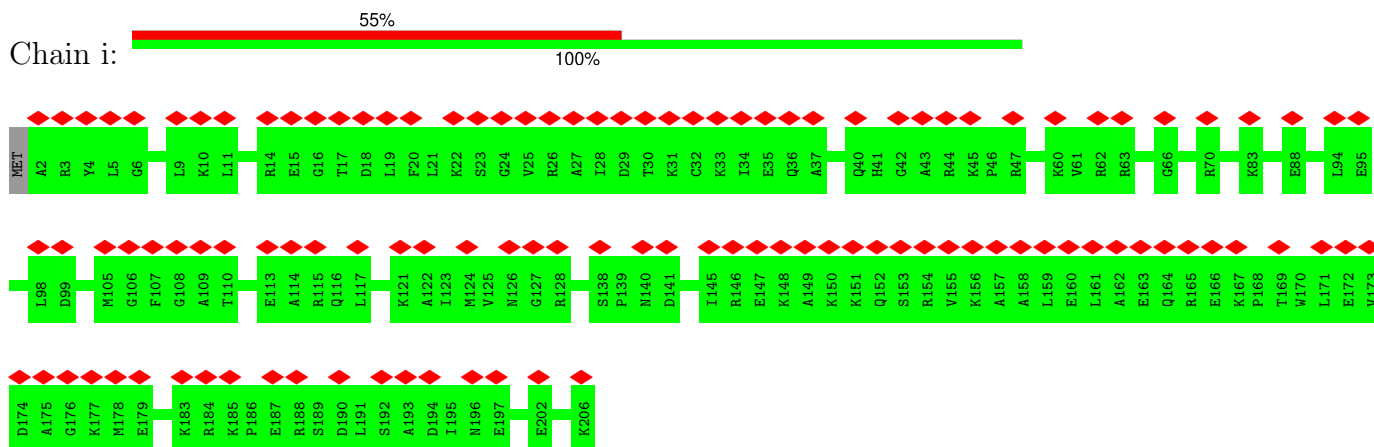 55%
Chain i:
100%
MET A2 R3 Y4 L5 G6 L9 K10 L11 R14 E15 G16 T17 D18 L19 F20 L21 K22 S23 G24 V25 R26 A27 I28 D29 T30 K31 C32 K33 I34 E35 Q36 A37 Q40 H41 G42 A43 R44 K45 P46 R47 K60 V61 R62 R63 G66 R70 K83 E88 L94 E95
L98 D99 M105 G106 F107 G108 A109 T110 E113 A114 R115 Q116 L117 K121 A122 I123 M124 V125 N126 G127 R128 S138 P139 N140 D141 I145 R146 E147 K148 A149 K150 K151 Q152 S153 R154 V155 K156 A157 A158 L159 E160 L161 A162 E163 Q164 R165 E166 K167 P168 T169 W170 L171 E172 V173
D174 A175 G176 K177 M178 E179 K183 R184 K185 P186 E187 R188 S189 D190 L191 S192 A193 D194 I195 N196 E197 E202 K206